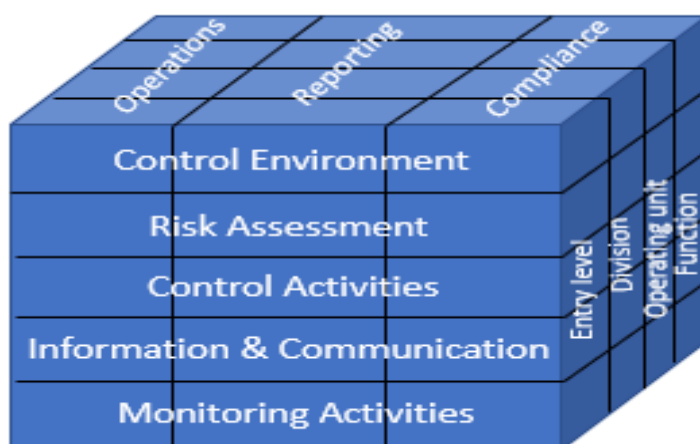 Operations
Reporting
Compliance
Control Environment
Risk Assessment
Control Activities
Information & Communication
Monitoring Activities
Entry level
Division
Operating unit
Function